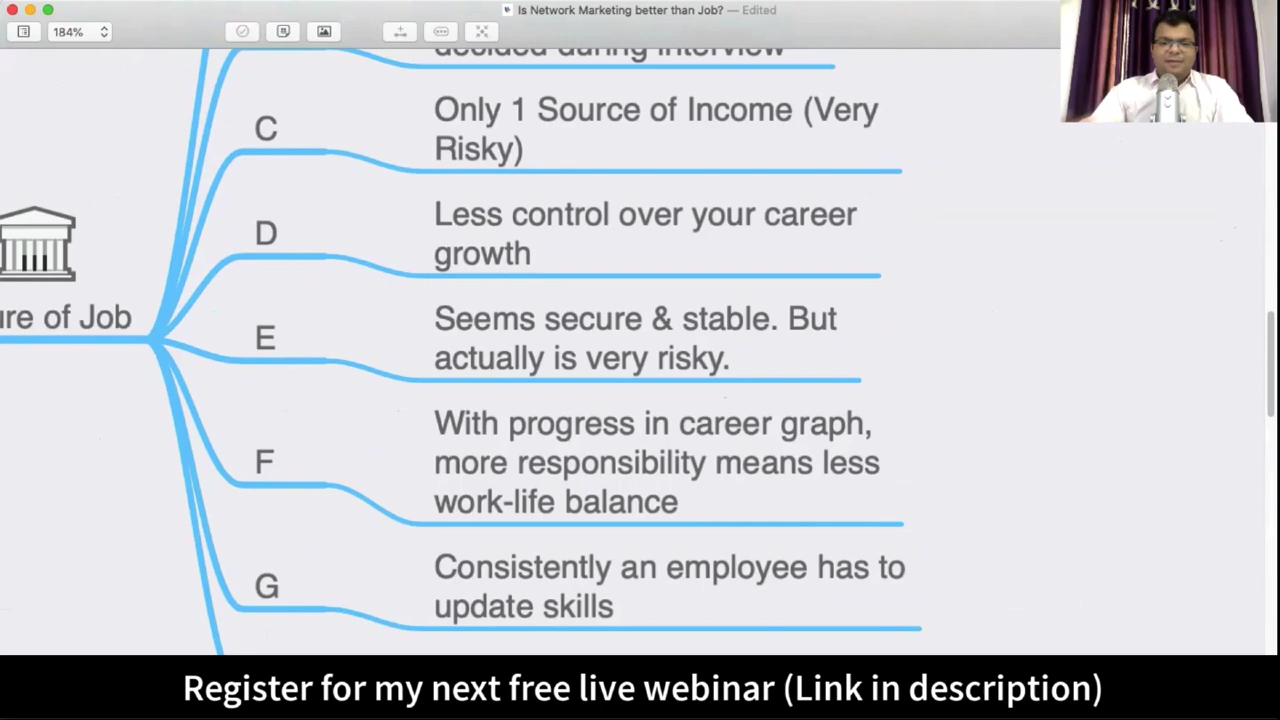 Is Network Marketing better than Job? — Edited
184%
decided during interview
C
Only 1 Source of Income (Very
Risky)
D
Less control over your career
growth
ure of Job
E
Seems secure & stable. But
actually is very risky.
F
With progress in career graph,
more responsibility means less
work-life balance
G
Consistently an employee has to
update skills
Register for my next free live webinar (Link in description)